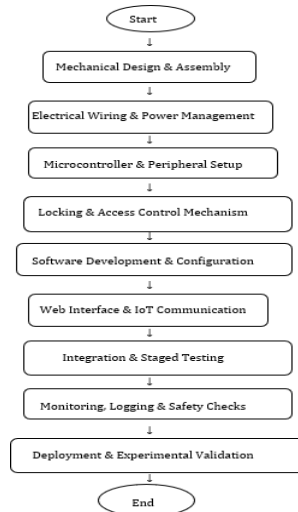 Start
↓
Mechanical Design & Assembly
↓
Electrical Wiring & Power Management
↓
Microcontroller & Peripheral Setup
↓
Locking & Access Control Mechanism
↓
Software Development & Configuration
↓
Web Interface & IoT Communication
↓
Integration & Staged Testing
↓
Monitoring, Logging & Safety Checks
↓
Deployment & Experimental Validation
↓
End